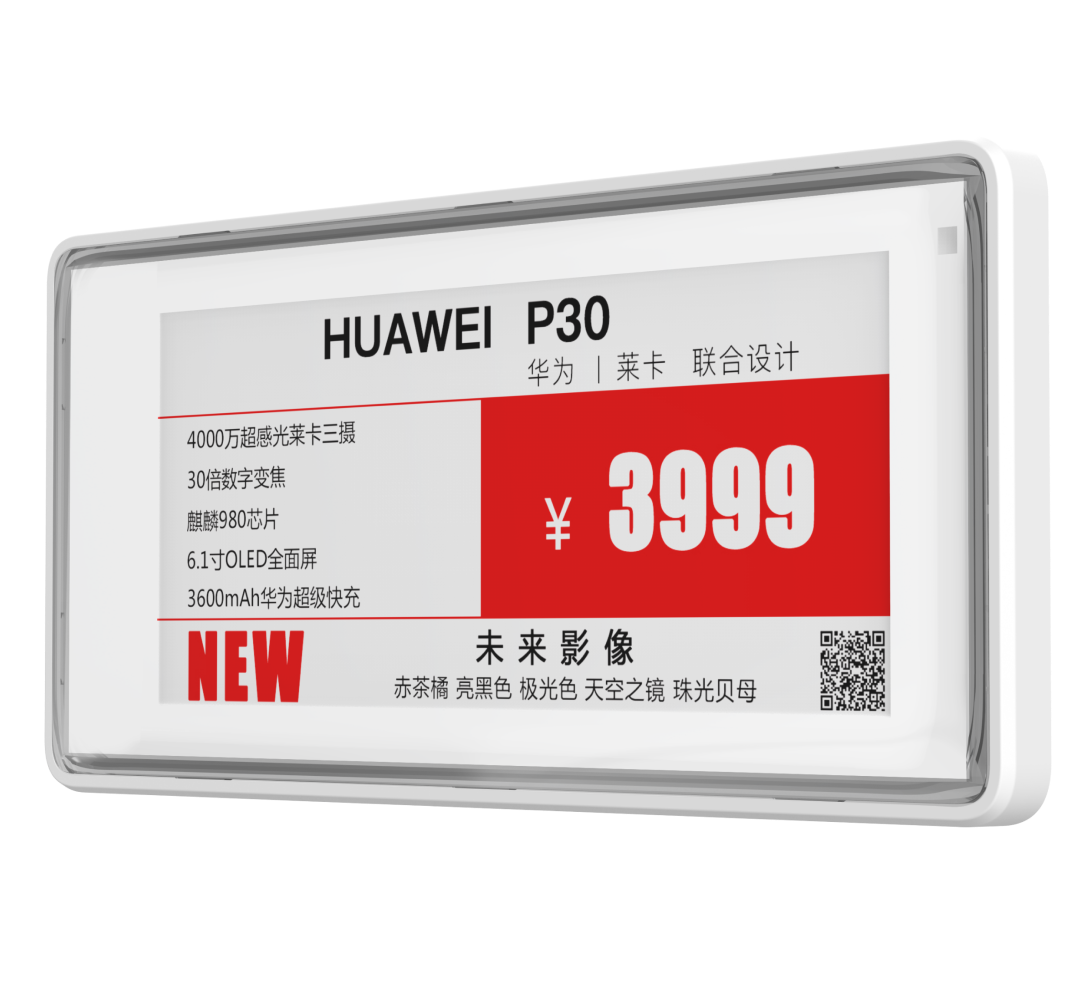 HUAWEI P30
华为 | 莱卡 联合设计
4000万超感光莱卡三摄
30倍数字变焦
麒麟980芯片
6.1寸OLED全面屏
3600mAh华为超级快充
¥ 3999
NEW
未来影像
赤茶橘 亮黑色 极光色 天空之镜 珠光贝母